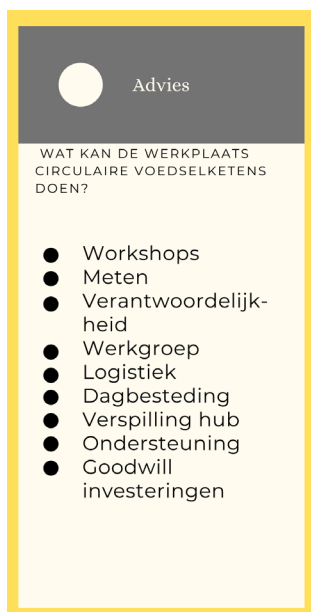 Advies
WAT KAN DE WERKPLAATS
CIRCULAIRE VOEDSELKETENS
DOEN?
● Workshops
● Meten
● Verantwoordelijk-
heid
● Werkgroep
● Logistiek
● Dagbesteding
● Verspilling hub
● Ondersteuning
● Goodwill
investeringen